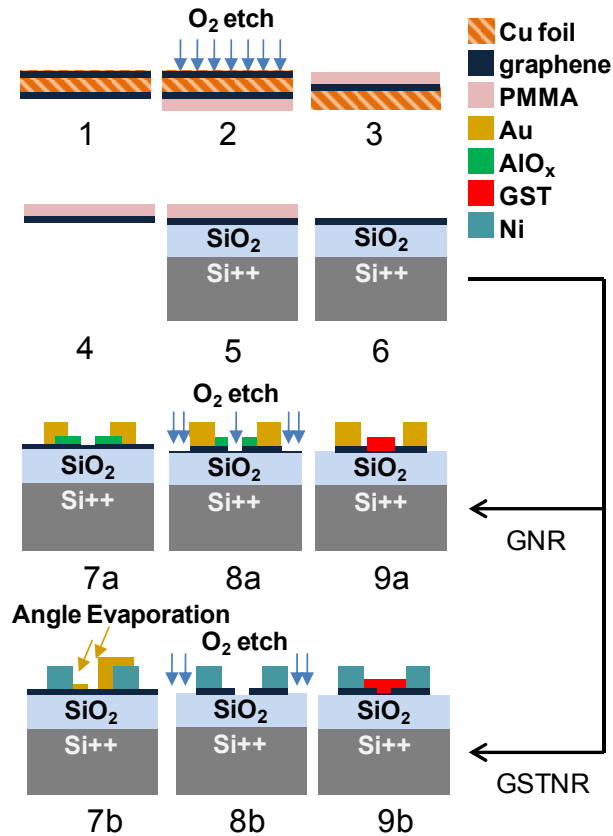 O₂ etch
Cu foil
graphene
PMMA
Au
AlOₓ
GST
Ni
1
2
3
SiO₂
Si++
SiO₂
Si++
4
5
6
O₂ etch
SiO₂
Si++
SiO₂
Si++
SiO₂
Si++
GNR
7a
8a
9a
Angle Evaporation
O₂ etch
SiO₂
Si++
SiO₂
Si++
SiO₂
Si++
GSTNR
7b
8b
9b